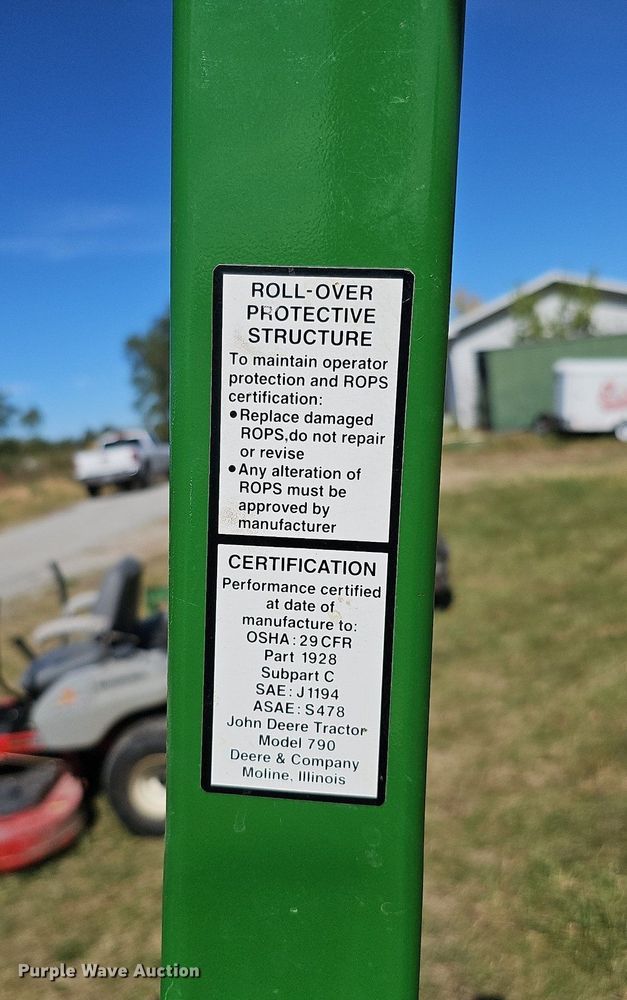 ROLL-OVER
PROTECTIVE
STRUCTURE
To maintain operator
protection and ROPS
certification:
•Replace damaged
ROPS,do not repair
or revise
•Any alteration of
ROPS must be
approved by
manufacturer
CERTIFICATION
Performance certified
at date of
manufacture to:
OSHA: 29 CFR
Part 1928
Subpart C
SAE: J1194
ASAE: S478
John Deere Tractor
Model 790
Deere & Company
Moline, Illinois
Purple Wave Auction